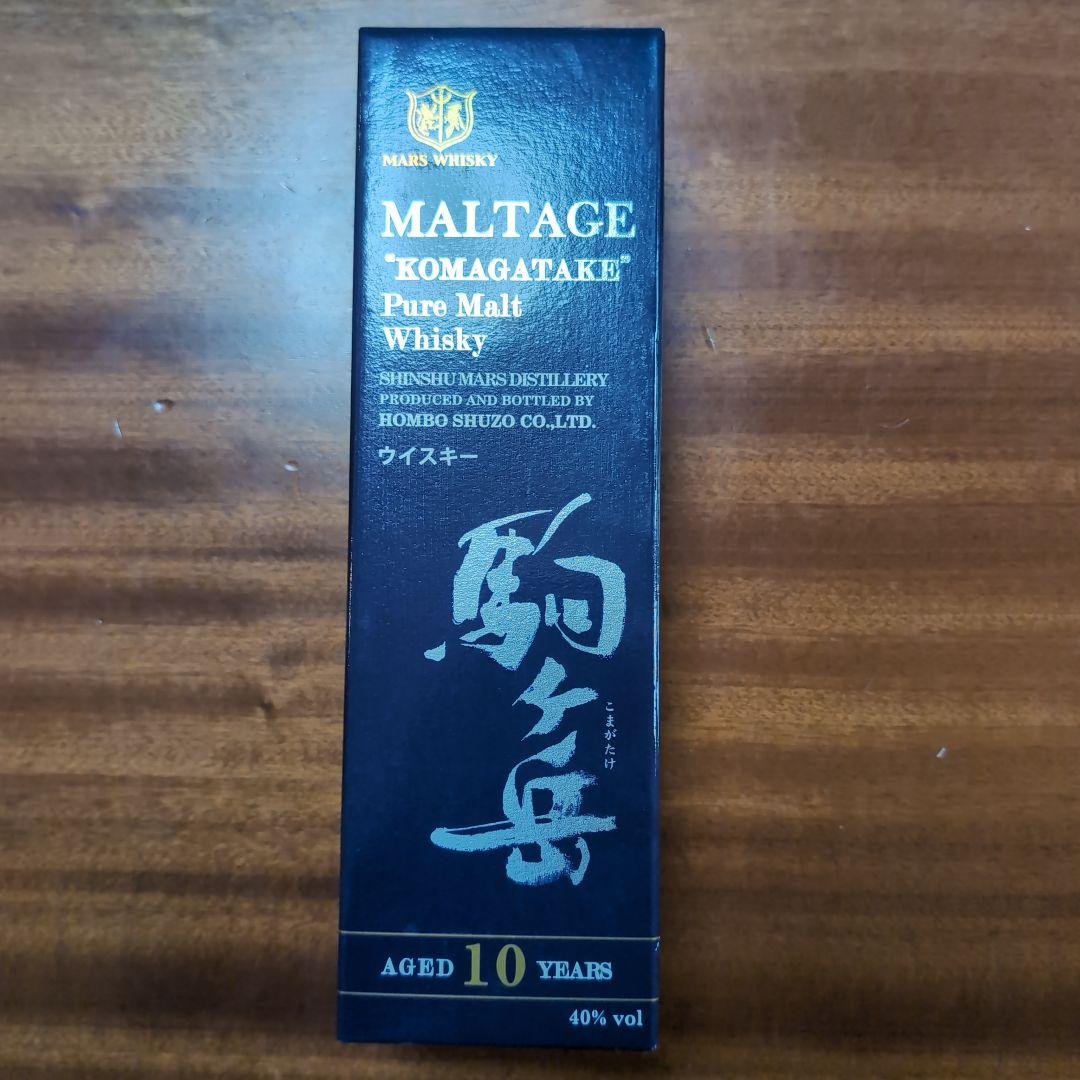 MARS WHISKY
MALTAGE
“KOMAGATAKE”
Pure Malt
Whisky
SHINSHU MARS DISTILLERY
PRODUCED AND BOTTLED BY
HOMBO SHUZO CO.,LTD.
ウイスキー
駒ヶ岳
こまがたけ
AGED 10 YEARS
40% vol